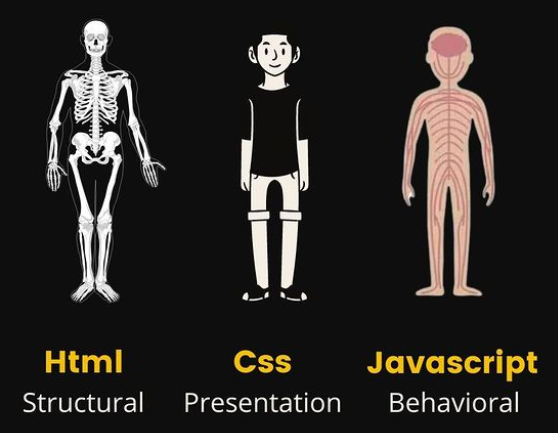 Html
Css
Javascript
Structural
Presentation
Behavioral